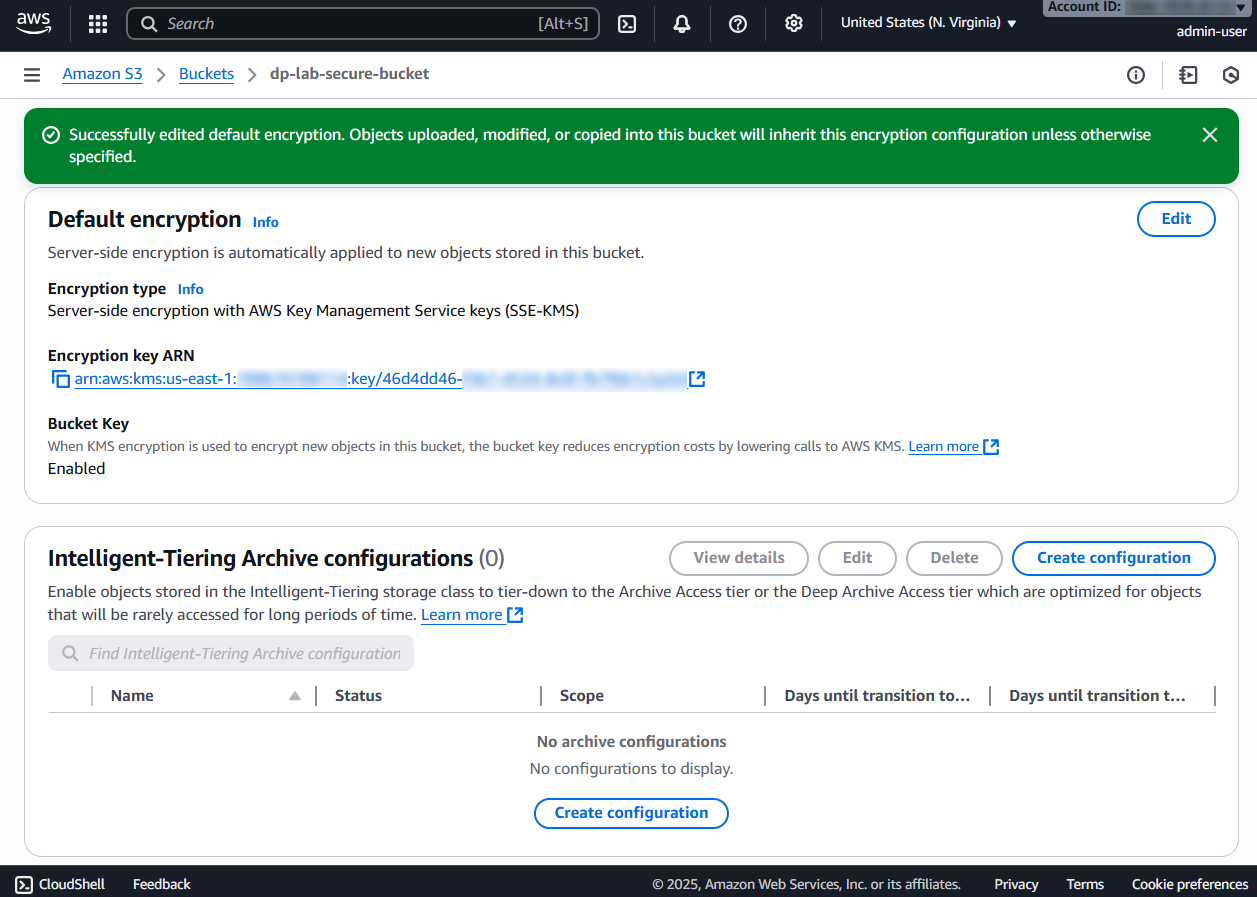 aws
Search [Alt+S]
United States (N. Virginia)
Account ID:
admin-user
Amazon S3 > Buckets > dp-lab-secure-bucket
Successfully edited default encryption. Objects uploaded, modified, or copied into this bucket will inherit this encryption configuration unless otherwise
specified.
Default encryption Info
Edit
Server-side encryption is automatically applied to new objects stored in this bucket.
Encryption type Info
Server-side encryption with AWS Key Management Service keys (SSE-KMS)
Encryption key ARN
arn:aws:kms:us-east-1: :key/46d4dd46-
Bucket Key
When KMS encryption is used to encrypt new objects in this bucket, the bucket key reduces encryption costs by lowering calls to AWS KMS. Learn more
Enabled
Intelligent-Tiering Archive configurations (0)
View details Edit Delete Create configuration
Enable objects stored in the Intelligent-Tiering storage class to tier-down to the Archive Access tier or the Deep Archive Access tier which are optimized for objects
that will be rarely accessed for long periods of time. Learn more
Find Intelligent-Tiering Archive configuration
Name Status Scope Days until transition to... Days until transition t...
No archive configurations
No configurations to display.
Create configuration
CloudShell Feedback © 2025, Amazon Web Services, Inc. or its affiliates. Privacy Terms Cookie preferences